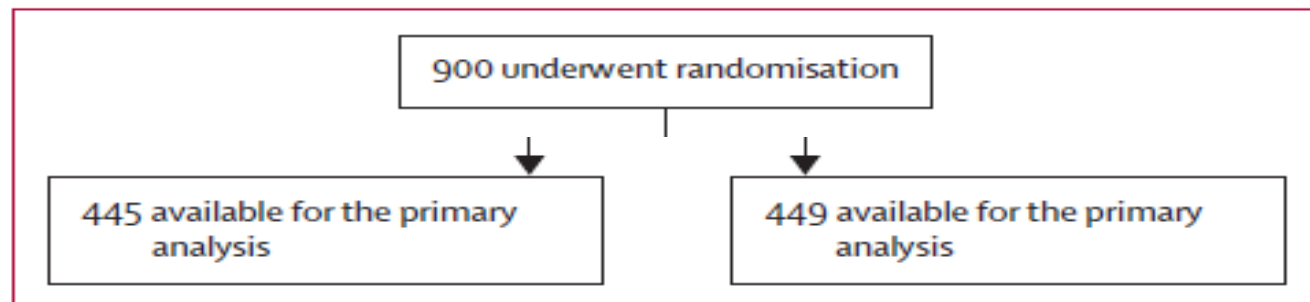 900 underwent randomisation
445 available for the primary
analysis
449 available for the primary
analysis